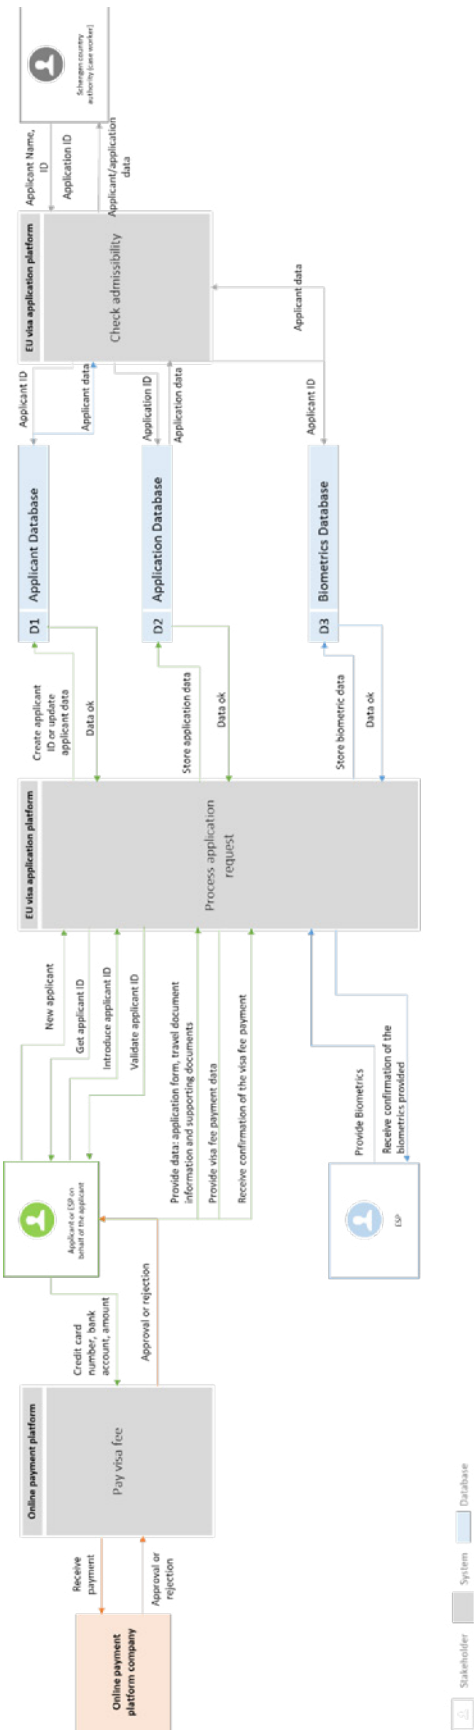 Online payment
platform company
Receive
payment
Approval or
rejection
Online payment platform
Pay visa fee
Credit card
number, bank
account, amount
Approval or rejection
Applicant or ESP on
behalf of the applicant
New applicant
Get applicant ID
Introduce applicant ID
Validate applicant ID
Provide data: application form, travel document
information and supporting documents
Provide visa fee payment data
Receive confirmation of the visa fee payment
ESP
Provide Biometrics
Receive confirmation of the
biometrics provided
EU visa application platform
Process application
request
Create applicant
ID or update
applicant data
Data ok
Store application data
Data ok
Store biometric data
Data ok
D1 Applicant Database
D2 Application Database
D3 Biometrics Database
Applicant ID
Applicant data
Application ID
Application data
Applicant ID
Applicant data
EU visa application platform
Check admissibility
Applicant Name,
ID
Application ID
Applicant/application
data
Schengen country
authority (case worker)
Stakeholder
System
Database